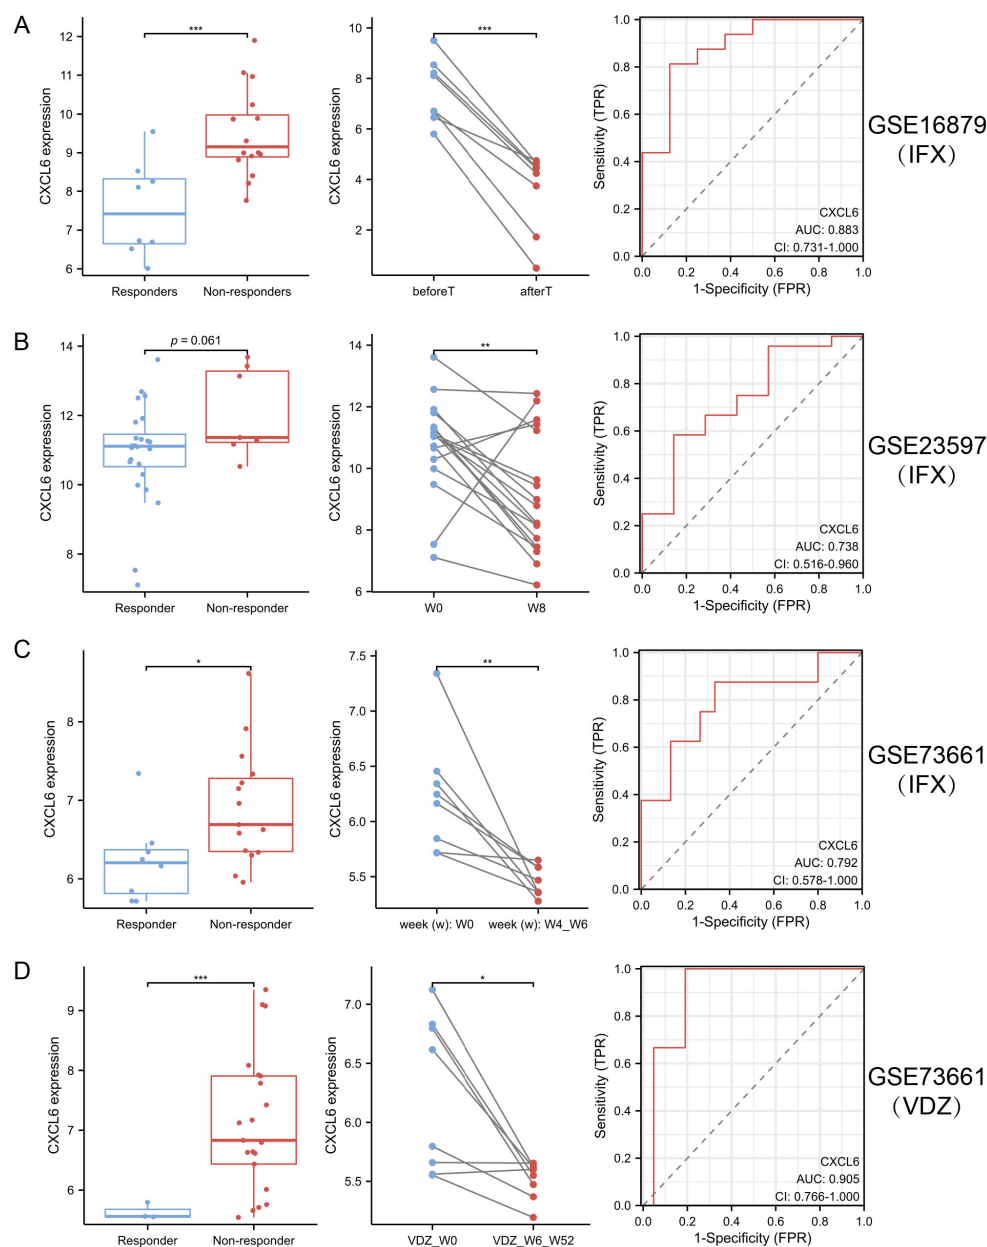 A
CXCL6 expression
12
11
10
9
8
7
6
***
Responders
Non-responders
CXCL6 expression
10
8
6
4
2
***
beforeT
afterT
Sensitivity (TPR)
1.0
0.8
0.6
0.4
0.2
0.0
CXCL6
AUC: 0.883
CI: 0.731-1.000
0.0 0.2 0.4 0.6 0.8 1.0
1-Specificity (FPR)
GSE16879
(IFX)
B
CXCL6 expression
14
12
10
8
p = 0.061
Responder
Non-responder
CXCL6 expression
14
12
10
8
6
**
W0
W8
Sensitivity (TPR)
1.0
0.8
0.6
0.4
0.2
0.0
CXCL6
AUC: 0.738
CI: 0.516-0.960
0.0 0.2 0.4 0.6 0.8 1.0
1-Specificity (FPR)
GSE23597
(IFX)
C
CXCL6 expression
8
7
6
*
Responder
Non-responder
CXCL6 expression
7.5
7.0
6.5
6.0
5.5
**
week (w): W0
week (w): W4_W6
Sensitivity (TPR)
1.0
0.8
0.6
0.4
0.2
0.0
CXCL6
AUC: 0.792
CI: 0.578-1.000
0.0 0.2 0.4 0.6 0.8 1.0
1-Specificity (FPR)
GSE73661
(IFX)
D
CXCL6 expression
9
8
7
6
***
Responder
Non-responder
CXCL6 expression
7.0
6.5
6.0
5.5
*
VDZ_W0
VDZ_W6_W52
Sensitivity (TPR)
1.0
0.8
0.6
0.4
0.2
0.0
CXCL6
AUC: 0.905
CI: 0.766-1.000
0.0 0.2 0.4 0.6 0.8 1.0
1-Specificity (FPR)
GSE73661
(VDZ)